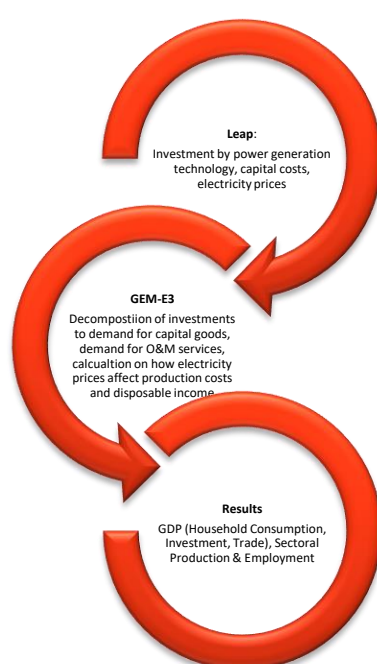 Leap:
Investment by power generation
technology, capital costs,
electricity prices
GEM-E3
Decompostiion of investments
to demand for capital goods,
demand for O&M services,
calcualtion on how electricity
prices affect production costs
and disposable income
Results
GDP (Household Consumption,
Investment, Trade), Sectoral
Production & Employment